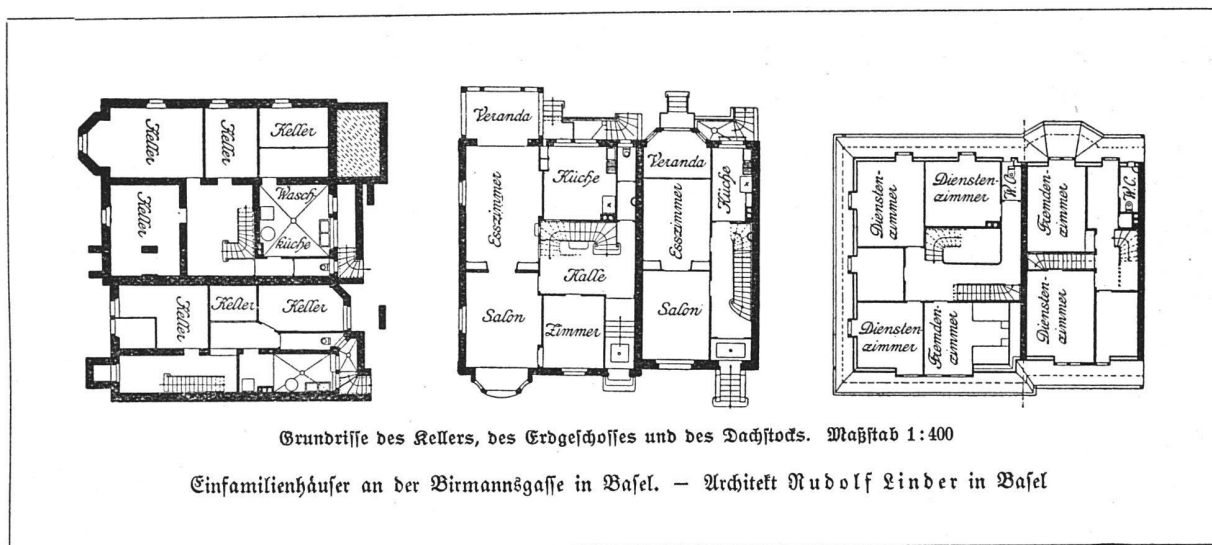 Keller
Keller
Keller
Keller
Wasch
küche
Keller
Keller
Keller
Veranda
Küche
Esszimmer
Halle
Salon
Zimmer
Veranda
Küche
Esszimmer
Salon
Diensten-
zimmer
Diensten-
zimmer
W.C.
Fremden-
zimmer
W.C.
Diensten-
zimmer
Fremden-
zimmer
Diensten-
zimmer
Grundrisse des Kellers, des Erdgeschosses und des Dachstocks. Maßstab 1:400
Einfamilienhäuser an der Birmannsgasse in Basel. — Architekt Rudolf Linder in Basel